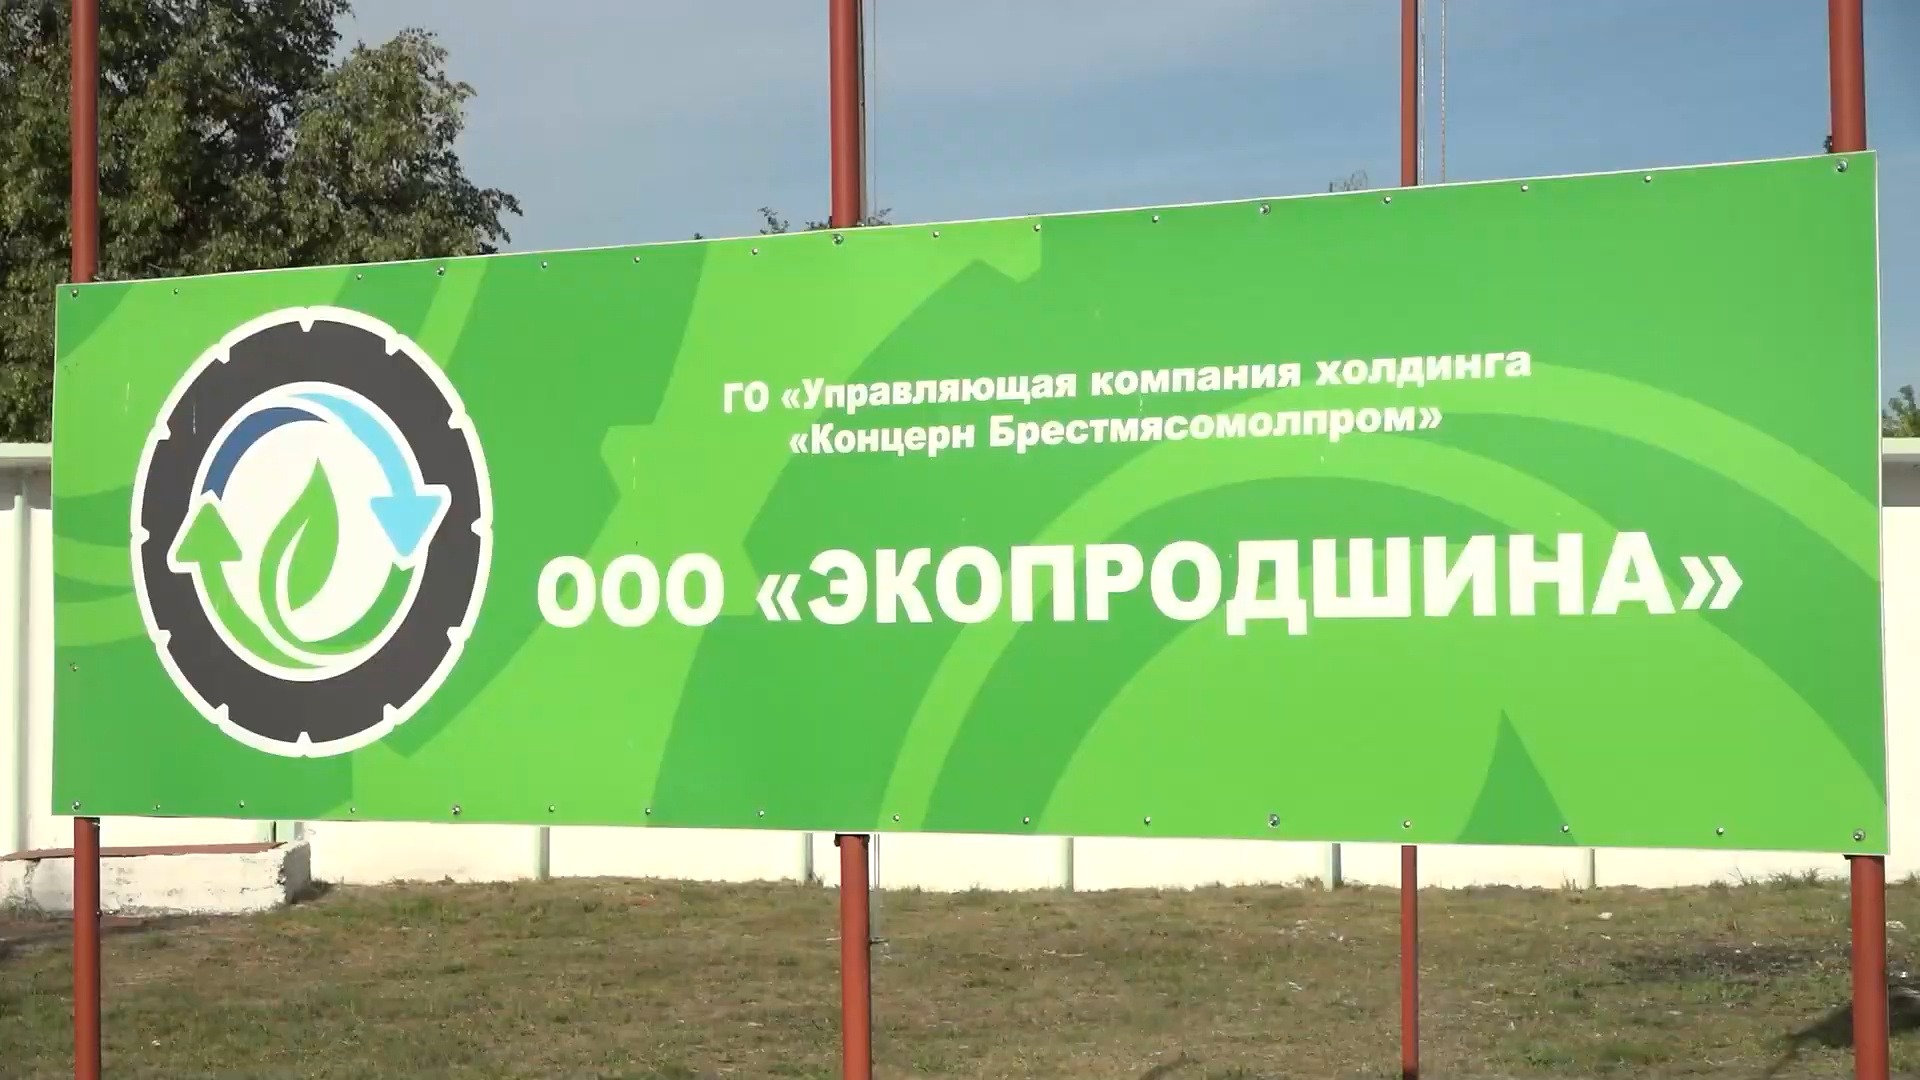 ГО «Управляющая компания холдинга
«Концерн Брестмясомолпром»
ООО «ЭКОПРОДШИНА»